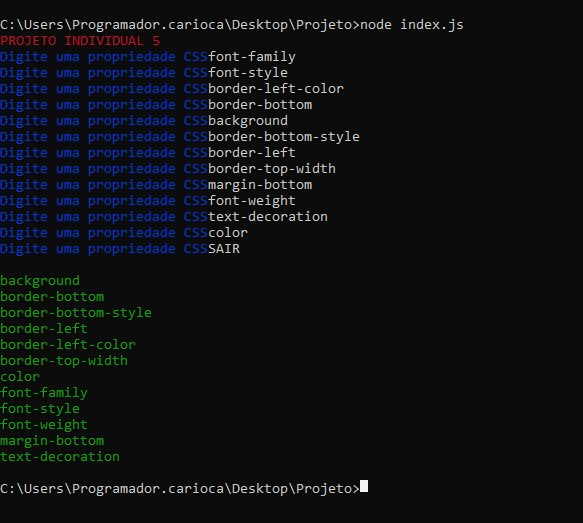 C:\Users\Programador.carioca\Desktop\Projeto>node index.js
PROJETO INDIVIDUAL 5
Digite uma propriedade CSSfont-family
Digite uma propriedade CSSfont-style
Digite uma propriedade CSSborder-left-color
Digite uma propriedade CSSborder-bottom
Digite uma propriedade CSSbackground
Digite uma propriedade CSSborder-bottom-style
Digite uma propriedade CSSborder-left
Digite uma propriedade CSSborder-top-width
Digite uma propriedade CSSmargin-bottom
Digite uma propriedade CSSfont-weight
Digite uma propriedade CSStext-decoration
Digite uma propriedade CSScolor
Digite uma propriedade CSSSAIR
background
border-bottom
border-bottom-style
border-left
border-left-color
border-top-width
color
font-family
font-style
font-weight
margin-bottom
text-decoration
C:\Users\Programador.carioca\Desktop\Projeto>